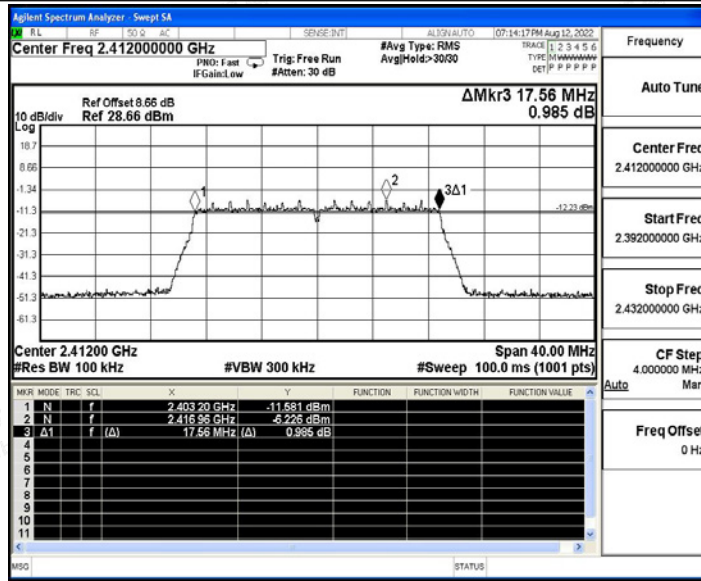 Agilent Spectrum Analyzer - Swept SA
RL RF 50 Ω AC SENSE:INT ALIGN AUTO 07:14:17 PM Aug 12, 2022
Center Freq 2.412000000 GHz
PNO: Fast
IFGain:Low
Trig: Free Run
#Atten: 30 dB
#Avg Type: RMS
Avg|Hold:>30/30
TRACE 1 2 3 4 5 6
TYPE M WWWWW
DET P P P P P P
Frequency
ΔMkr3 17.56 MHz
0.985 dB
Ref Offset 8.66 dB
10 dB/div Ref 28.66 dBm
Log
18.7
8.66
-1.34
-11.3
-21.3
-31.3
-41.3
-51.3
-61.3
1
2
3Δ1
-12.23 dBm
Center 2.41200 GHz Span 40.00 MHz
#Res BW 100 kHz #VBW 300 kHz #Sweep 100.0 ms (1001 pts)
MKR MODE TRC SCL X Y FUNCTION FUNCTION WIDTH FUNCTION VALUE
1 N f 2.403 20 GHz -11.581 dBm
2 N f 2.416 96 GHz -6.226 dBm
3 Δ1 f (Δ) 17.56 MHz (Δ) 0.985 dB
4
5
6
7
8
9
10
11
MSG STATUS
Auto Tune
Center Freq
2.412000000 GHz
Start Freq
2.392000000 GHz
Stop Freq
2.432000000 GHz
CF Step
4.000000 MHz
Auto Man
Freq Offset
0 Hz